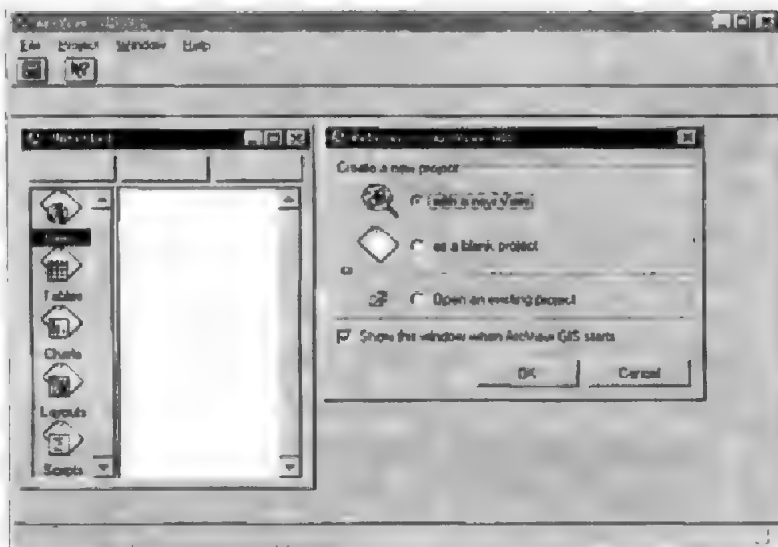 File Project Window Help
Create a new project
with a new View
as a blank project
or
Open an existing project
Show this window when ArcView GIS starts
OK Cancel
Tables
Charts
Layouts
Scripts